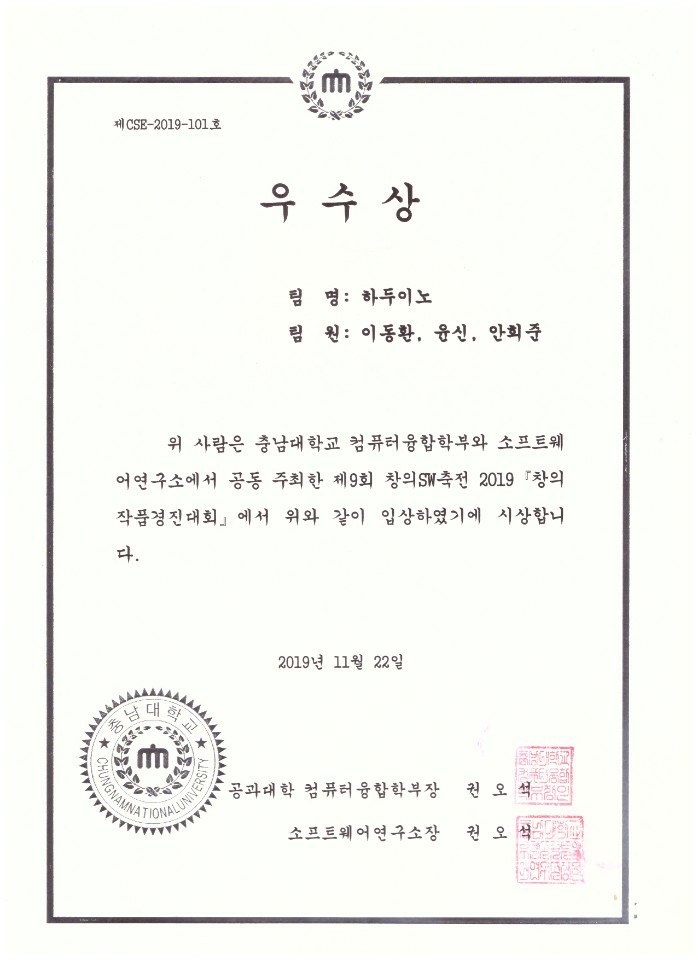 제CSE-2019-101호
우 수 상
팀 명: 하두이노
팀 원: 이동환, 윤신, 안희준
위 사람은 충남대학교 컴퓨터융합학부와 소프트웨
어연구소에서 공동 주최한 제9회 창의SW축전 2019 『창의
작품경진대회』에서 위와 같이 입상하였기에 시상합니
다.
2019년 11월 22일
충남대학교
CHUNGNAMNATIONALUNIVERSITY
공과대학 컴퓨터융합학부장 권 오 석
소프트웨어연구소장 권 오 석